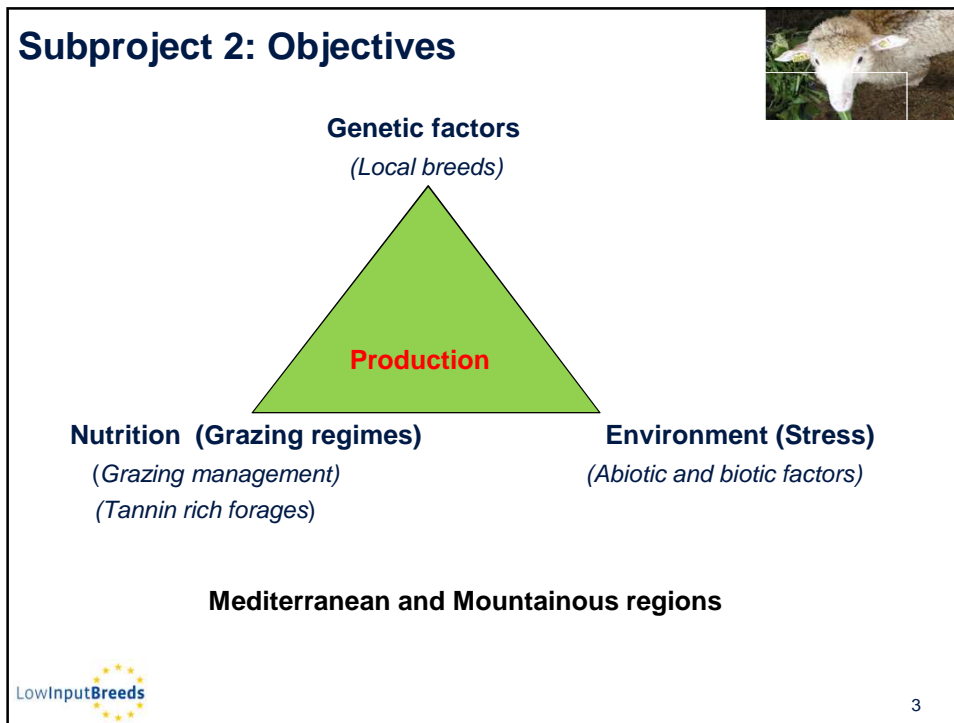 Subproject 2: Objectives
Genetic factors
(Local breeds)
Production
Nutrition (Grazing regimes)
Environment (Stress)
(Grazing management)
(Abiotic and biotic factors)
(Tannin rich forages)
Mediterranean and Mountainous regions
LowInputBreeds
3